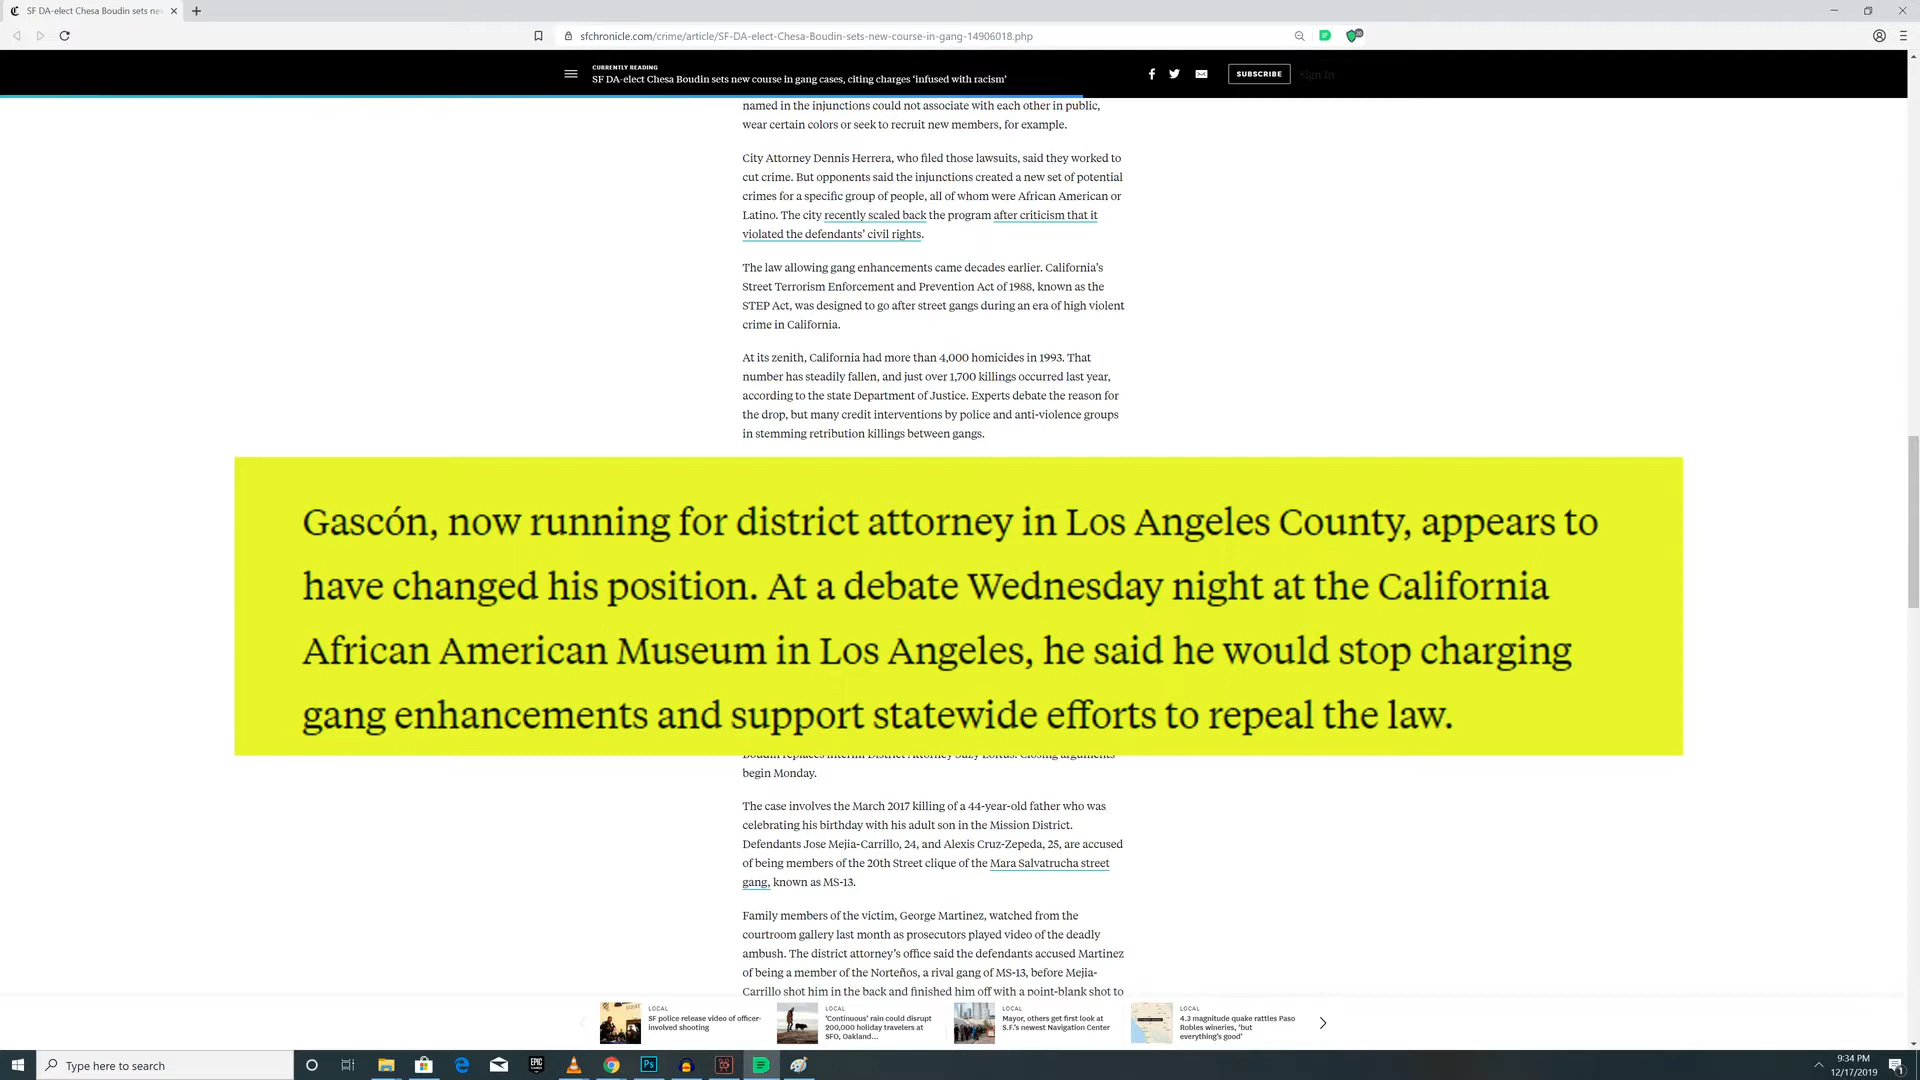 SF DA-elect Chesa Boudin sets ne
sfchronicle.com/crime/article/SF-DA-elect-Chesa-Boudin-sets-new-course-in-gang-14906018.php
CURRENTLY READING
SF DA-elect Chesa Boudin sets new course in gang cases, citing charges ‘infused with racism’
SUBSCRIBE
Sign In
named in the injunctions could not associate with each other in public,
wear certain colors or seek to recruit new members, for example.
City Attorney Dennis Herrera, who filed those lawsuits, said they worked to
cut crime. But opponents said the injunctions created a new set of potential
crimes for a specific group of people, all of whom were African American or
Latino. The city recently scaled back the program after criticism that it
violated the defendants’ civil rights.
The law allowing gang enhancements came decades earlier. California’s
Street Terrorism Enforcement and Prevention Act of 1988, known as the
STEP Act, was designed to go after street gangs during an era of high violent
crime in California.
At its zenith, California had more than 4,000 homicides in 1993. That
number has steadily fallen, and just over 1,700 killings occurred last year,
according to the state Department of Justice. Experts debate the reason for
the drop, but many credit interventions by police and anti-violence groups
in stemming retribution killings between gangs.
Gascón, now running for district attorney in Los Angeles County, appears to
have changed his position. At a debate Wednesday night at the California
African American Museum in Los Angeles, he said he would stop charging
gang enhancements and support statewide efforts to repeal the law.
Boudin replaces interim District Attorney Suzy Loftus. Closing arguments
begin Monday.
The case involves the March 2017 killing of a 44-year-old father who was
celebrating his birthday with his adult son in the Mission District.
Defendants Jose Mejia-Carrillo, 24, and Alexis Cruz-Zepeda, 25, are accused
of being members of the 20th Street clique of the Mara Salvatrucha street
gang, known as MS-13.
Family members of the victim, George Martinez, watched from the
courtroom gallery last month as prosecutors played video of the deadly
ambush. The district attorney’s office said the defendants accused Martinez
of being a member of the Norteños, a rival gang of MS-13, before Mejia-
Carrillo shot him in the back and finished him off with a point-blank shot to
LOCAL
SF police release video of officer-
involved shooting
LOCAL
‘Continuous’ rain could disrupt
200,000 holiday travelers at
SFO, Oakland...
LOCAL
Mayor, others get first look at
S.F.’s newest Navigation Center
LOCAL
4.3 magnitude quake rattles Paso
Robles wineries, ‘but
everything’s good’
Type here to search
EPIC
Ps
9:34 PM
12/17/2019